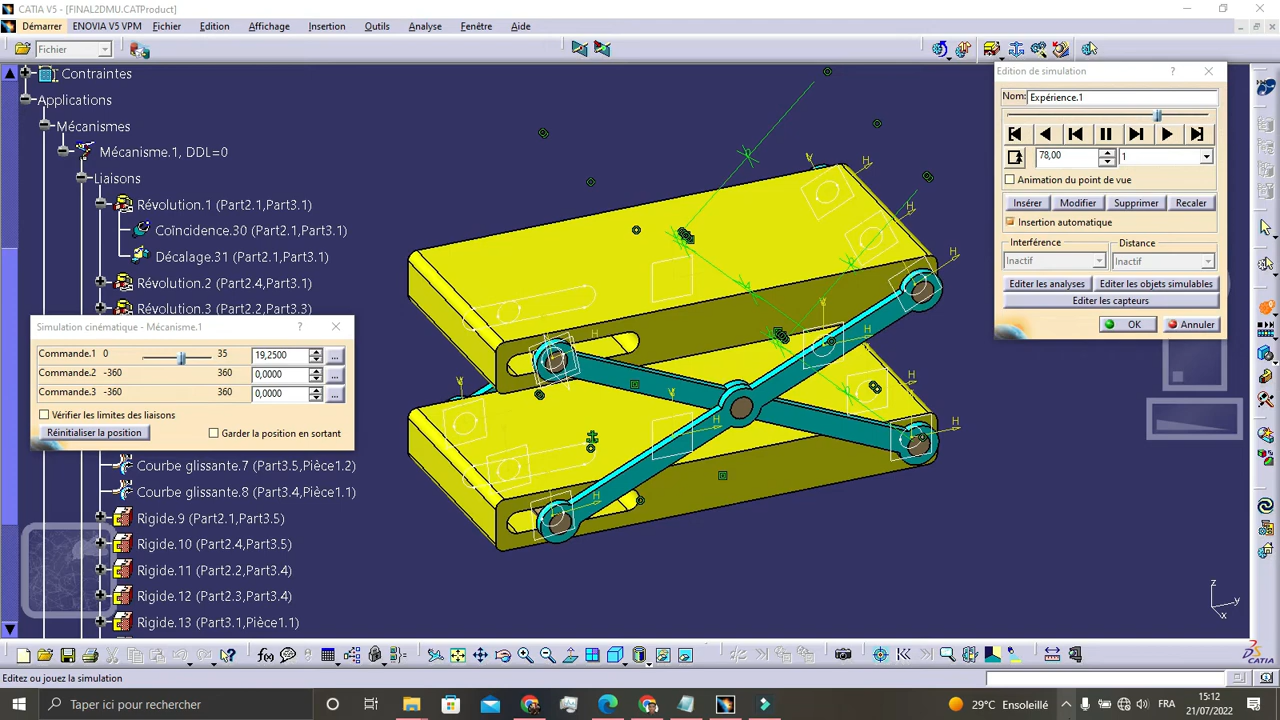 CATIA V5 - [FINAL2DMU.CATProduct]
Démarrer ENOVIA V5 VPM Fichier Edition Affichage Insertion Outils Analyse Fenêtre Aide
Fichier
Contraintes
Applications
Mécanismes
Mécanisme.1, DDL=0
Liaisons
Révolution.1 (Part2.1,Part3.1)
Coïncidence.30 (Part2.1,Part3.1)
Décalage.31 (Part2.1,Part3.1)
Révolution.2 (Part2.4,Part3.1)
Révolution.3 (Part2.2,Part3.1)
Simulation cinématique - Mécanisme.1 ?
Commande.1 0 35 19,2500 ...
Commande.2 -360 360 0,0000 ...
Commande.3 -360 360 0,0000 ...
Vérifier les limites des liaisons
Réinitialiser la position Garder la position en sortant
Courbe glissante.7 (Part3.5,Pièce1.2)
Courbe glissante.8 (Part3.4,Pièce1.1)
Rigide.9 (Part2.1,Part3.5)
Rigide.10 (Part2.4,Part3.5)
Rigide.11 (Part2.2,Part3.4)
Rigide.12 (Part2.3,Part3.4)
Rigide.13 (Part3.1,Pièce1.1)
Edition de simulation ?
Nom: Expérience.1
78,00 1
Animation du point de vue
Insérer Modifier Supprimer Recaler
Insertion automatique
Interférence Distance
Inactif Inactif
Editer les analyses Editer les objets simulables
Editer les capteurs
OK Annuler
V H
H
H
V H
H
V
V H
H
H
H
H
z
y
x
f(x)
CATIA
Editez ou jouez la simulation
Taper ici pour rechercher
29°C Ensoleillé
FRA
15:12
21/07/2022